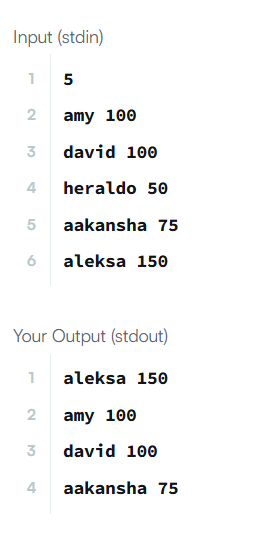 Input (stdin)
1 5
2 amy 100
3 david 100
4 heraldo 50
5 aakansha 75
6 aleksa 150
Your Output (stdout)
1 aleksa 150
2 amy 100
3 david 100
4 aakansha 75